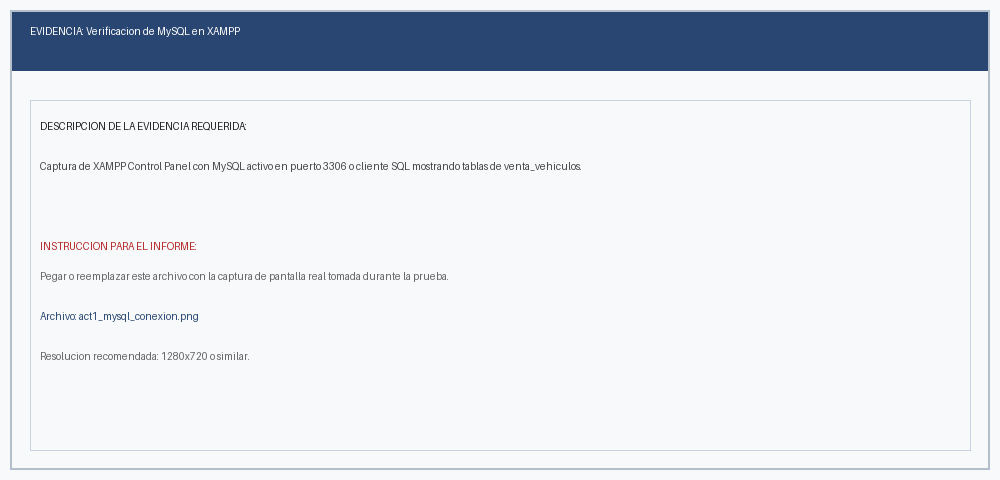 EVIDENCIA: Verificacion de MySQL en XAMPP
DESCRIPCION DE LA EVIDENCIA REQUERIDA:
Captura de XAMPP Control Panel con MySQL activo en puerto 3306 o cliente SQL mostrando tablas de venta_vehiculos.
INSTRUCCION PARA EL INFORME:
Pegar o reemplazar este archivo con la captura de pantalla real tomada durante la prueba.
Archivo: act1_mysql_conexion.png
Resolucion recomendada: 1280x720 o similar.